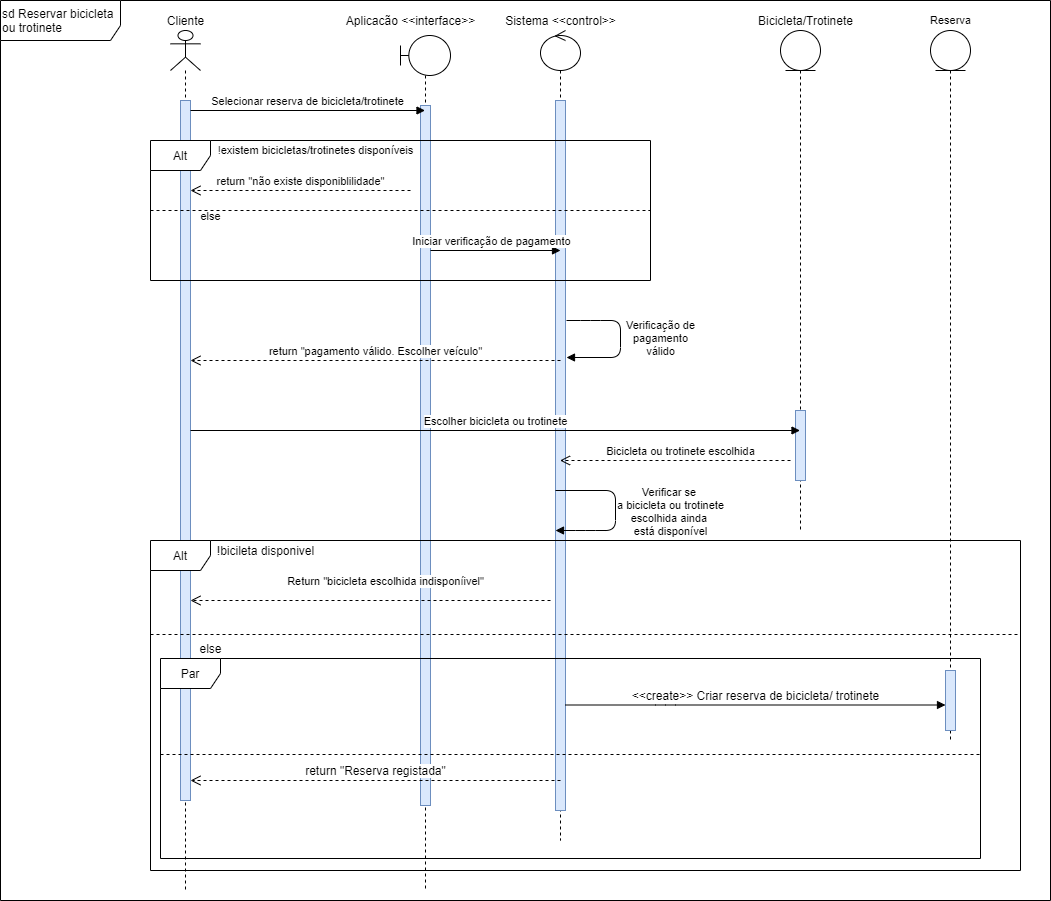 sd Reservar bicicleta
ou trotinete
Cliente
Aplicacão <<interface>>
Sistema <<control>>
Bicicleta/Trotinete
Reserva
Selecionar reserva de bicicleta/trotinete
Alt
!existem bicicletas/trotinetes disponíveis
return "não existe disponiblilidade"
else
Iniciar verificação de pagamento
Verificação de
pagamento
válido
return "pagamento válido. Escolher veículo"
Escolher bicicleta ou trotinete
Bicicleta ou trotinete escolhida
Verificar se
a bicicleta ou trotinete
escolhida ainda
está disponível
Alt
!bicileta disponivel
Return "bicicleta escolhida indisponíivel"
else
Par
<<create>> Criar reserva de bicicleta/ trotinete
return "Reserva registada"